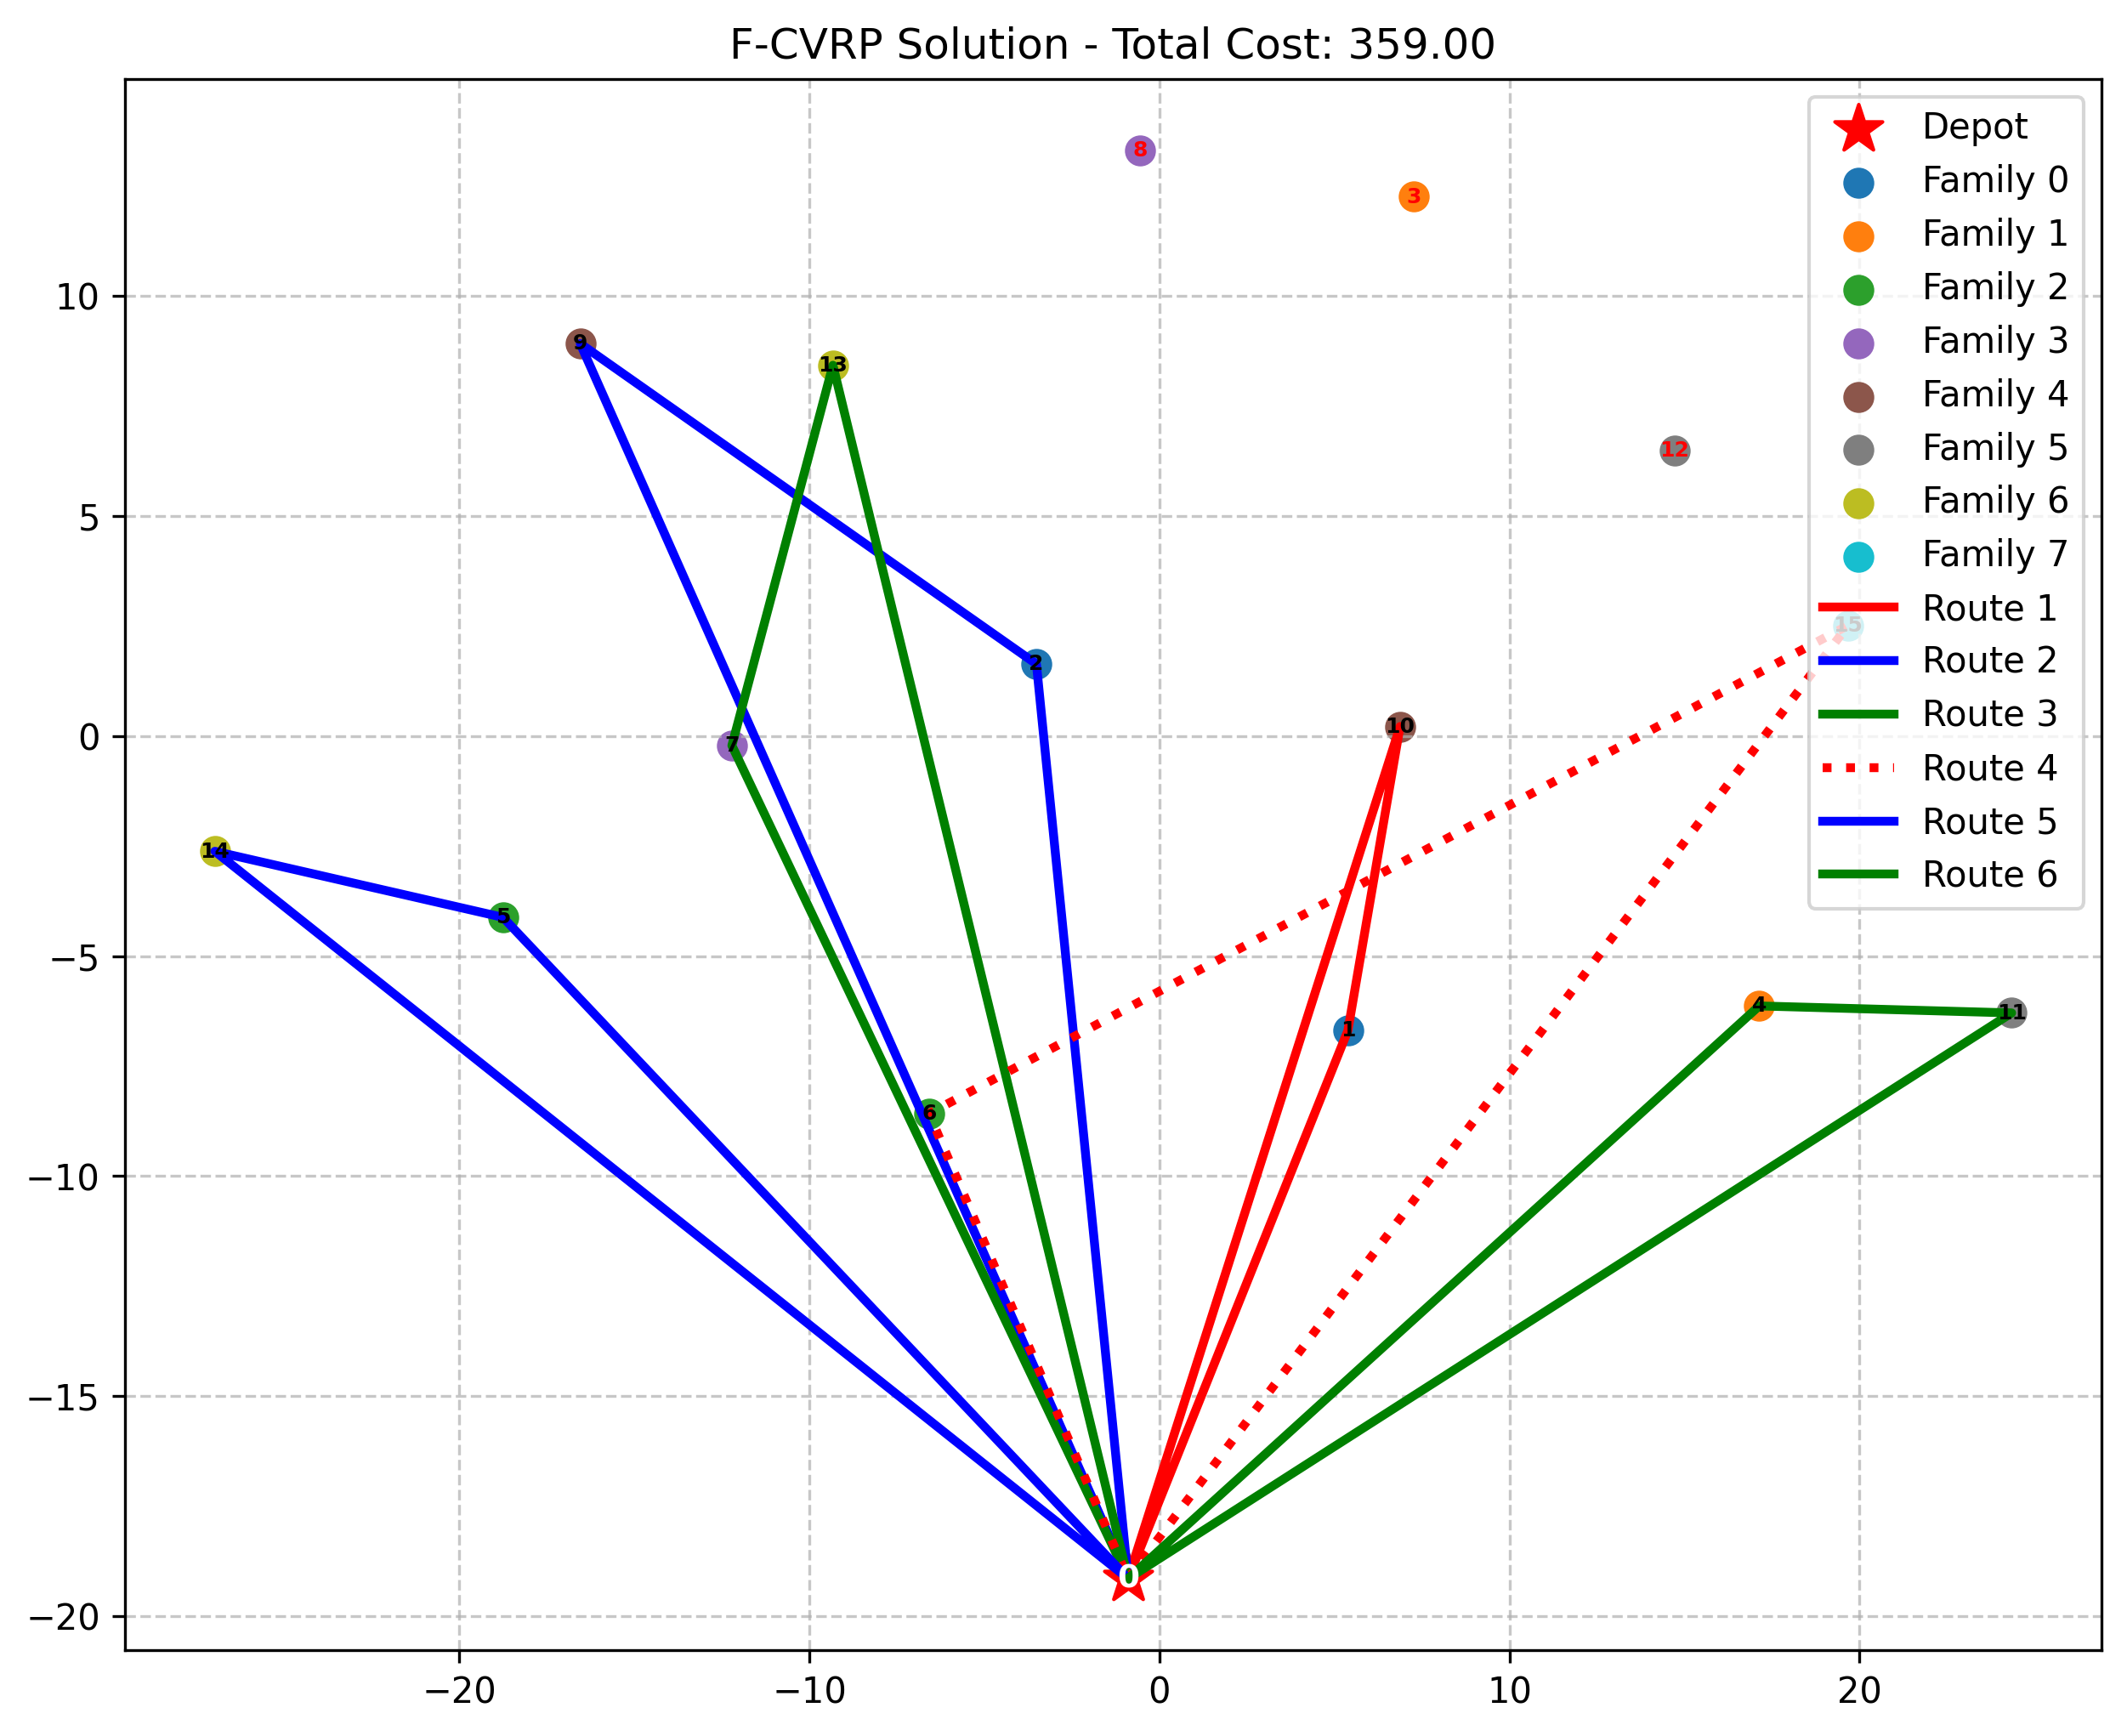 F-CVRP Solution - Total Cost: 359.00
Depot
Family 0
Family 1
Family 2
Family 3
Family 4
Family 5
Family 6
Family 7
Route 1
Route 2
Route 3
Route 4
Route 5
Route 6
8
3
9
13
12
15
2
10
7
14
5
4
11
1
6
0
10
5
0
−5
−10
−15
−20
−20
−10
0
10
20